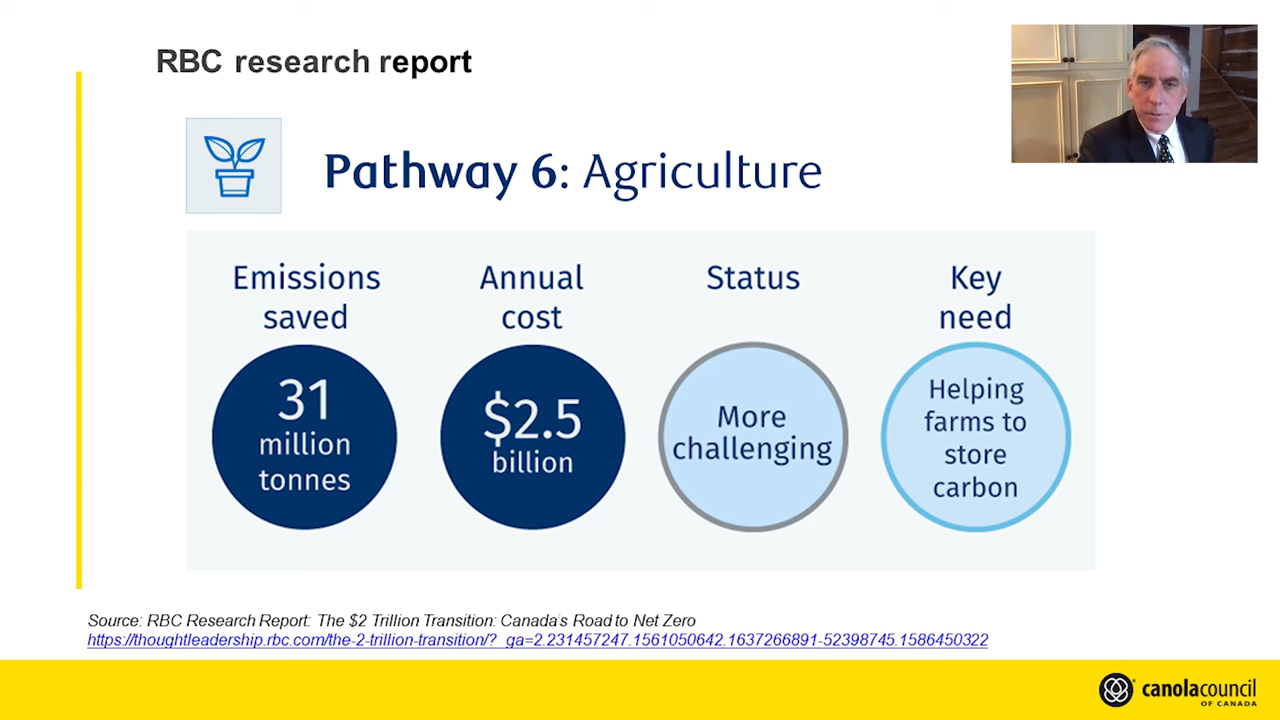 RBC research report
Pathway 6: Agriculture
Emissions
saved
31
million
tonnes
Annual
cost
$2.5
billion
Status
More
challenging
Key
need
Helping
farms to
store
carbon
Source: RBC Research Report: The $2 Trillion Transition: Canada's Road to Net Zero
https://thoughtleadership.rbc.com/the-2-trillion-transition/?_ga=2.231457247.1561050642.1637266891-52398745.1586450322
canolacouncil
OF CANADA